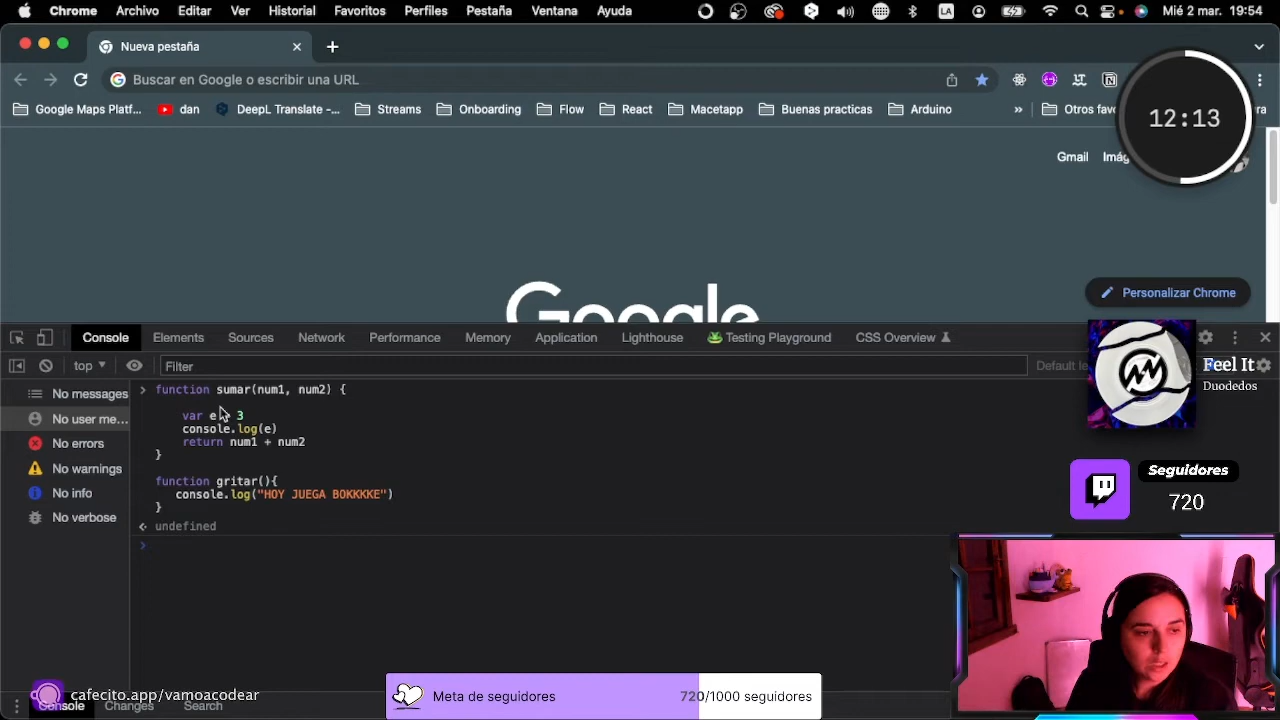 Chrome Archivo Editar Ver Historial Favoritos Perfiles Pestaña Ventana Ayuda LA Mié 2 mar. 19:54
Nueva pestaña
Buscar en Google o escribir una URL
Google Maps Platf... dan DeepL Translate -... Streams Onboarding Flow React Macetapp Buenas practicas Arduino » Otros favo
12:13
Gmail Imág
Google
Personalizar Chrome
Console Elements Sources Network Performance Memory Application Lighthouse Testing Playground CSS Overview
top Filter Default le
Feel It
Duodedos
No messages
No user me...
No errors
No warnings
No info
No verbose
function sumar(num1, num2) {
var e 3
console.log(e)
return num1 + num2
}
function gritar(){
console.log("HOY JUEGA BOKKKKE")
}
undefined
Seguidores
720
cafecito.app/vamoacodear
Console Changes Search
Meta de seguidores 720/1000 seguidores